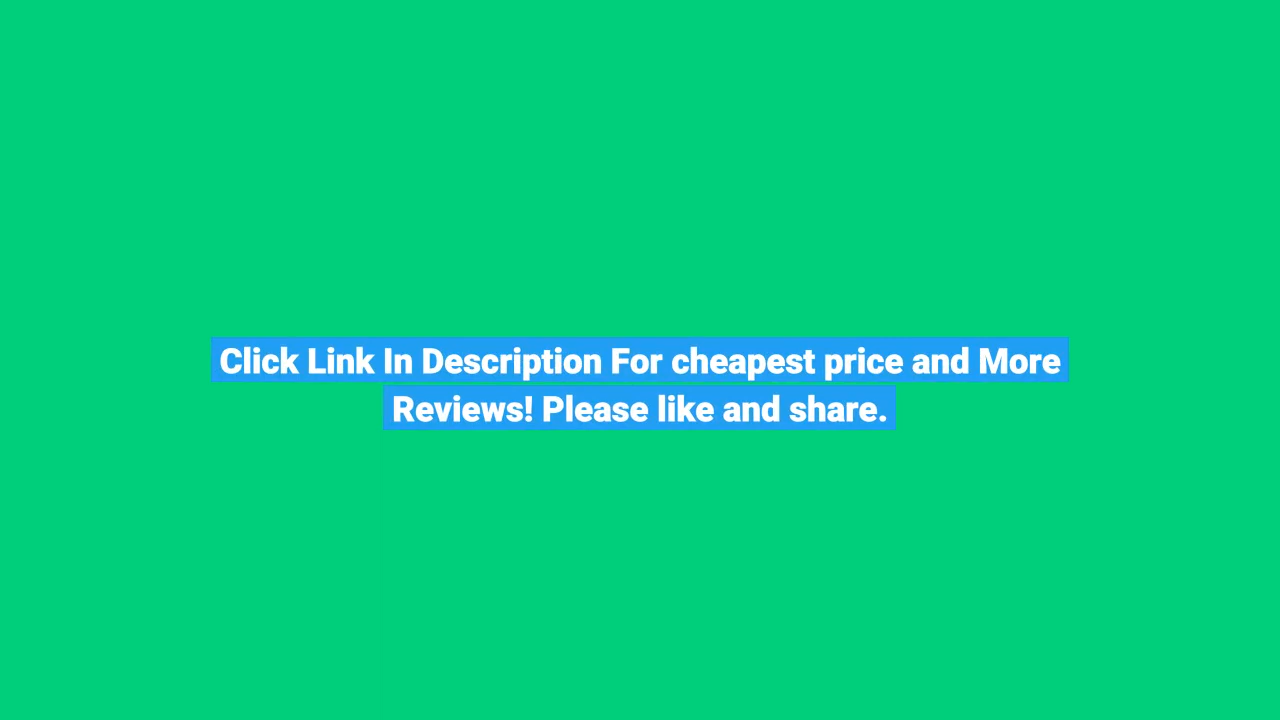 Click Link In Description For cheapest price and More
Reviews! Please like and share.